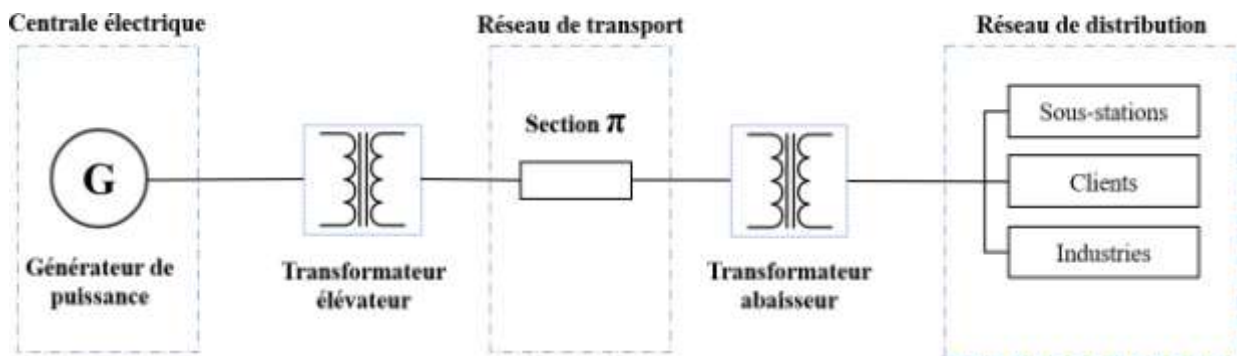 Centrale électrique
Réseau de transport
Réseau de distribution
G
Générateur de
puissance
Transformateur
élévateur
Section π
Transformateur
abaisseur
Sous-stations
Clients
Industries